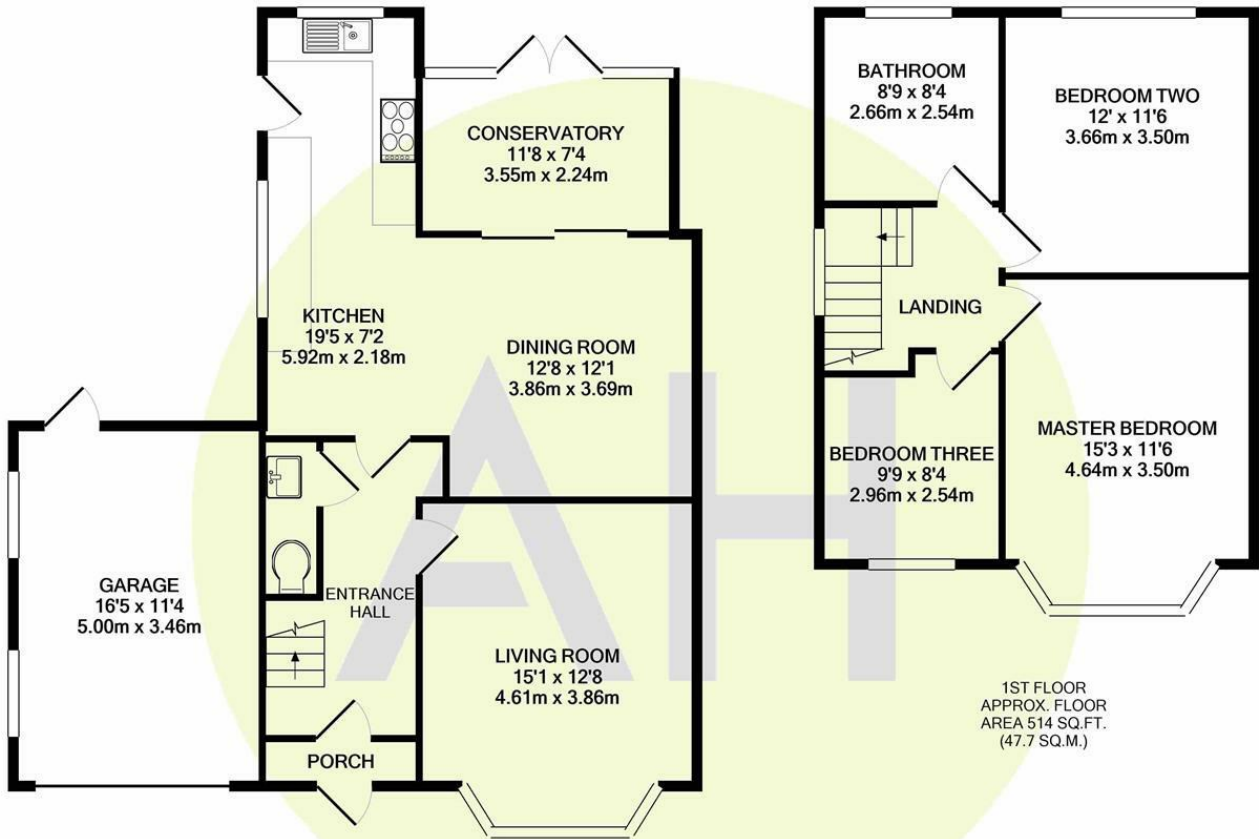 CONSERVATORY
11'8 x 7'4
3.55m x 2.24m
KITCHEN
19'5 x 7'2
5.92m x 2.18m
DINING ROOM
12'8 x 12'1
3.86m x 3.69m
GARAGE
16'5 x 11'4
5.00m x 3.46m
ENTRANCE
HALL
LIVING ROOM
15'1 x 12'8
4.61m x 3.86m
PORCH
BATHROOM
8'9 x 8'4
2.66m x 2.54m
BEDROOM TWO
12' x 11'6
3.66m x 3.50m
LANDING
MASTER BEDROOM
15'3 x 11'6
4.64m x 3.50m
BEDROOM THREE
9'9 x 8'4
2.96m x 2.54m
1ST FLOOR
APPROX. FLOOR
AREA 514 SQ.FT.
(47.7 SQ.M.)
AH